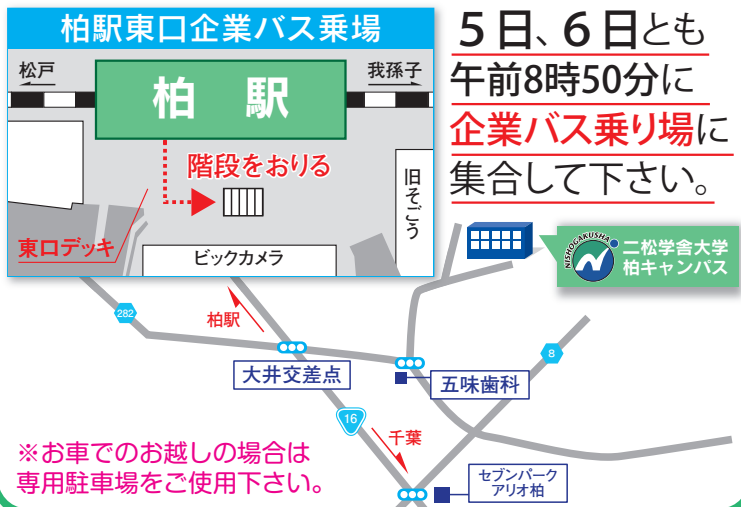 柏駅東口企業バス乗場
松戸
我孫子
柏駅
階段をおりる
旧そごう
東口デッキ
ビックカメラ
5日、6日とも
午前8時50分に
企業バス乗り場に
集合して下さい。
NISHOGAKUSHA
二松学舎大学
柏キャンパス
282
柏駅
8
大井交差点
五味歯科
16
千葉
セブンパーク
アリオ柏
※お車でのお越しの場合は
専用駐車場をご使用下さい。